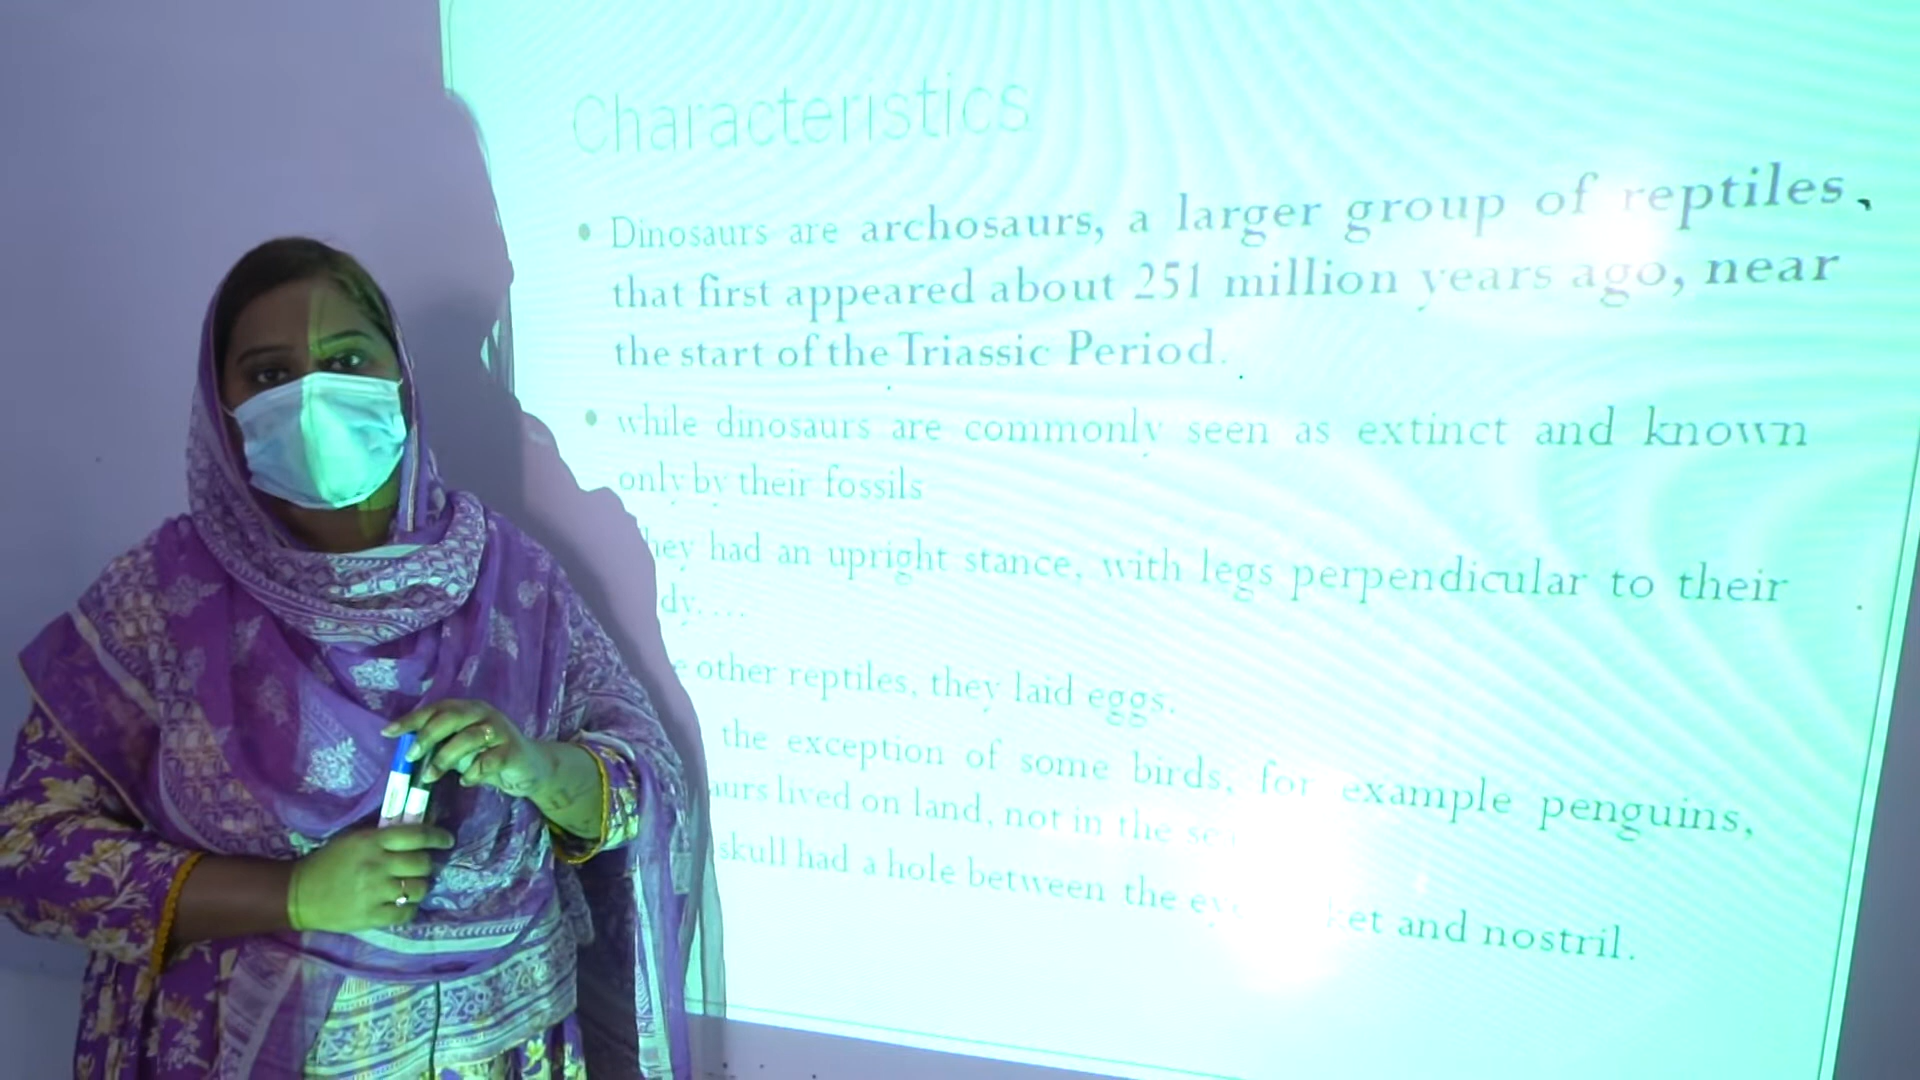 Characteristics
• Dinosaurs are archosaurs, a larger group of reptiles,
that first appeared about 251 million years ago, near
the start of the Triassic Period.
• while dinosaurs are commonly seen as extinct and known
only by their fossils
had an upright stance, with legs perpendicular to their
other reptiles, they laid eggs.
the exception of some birds, for example penguins,
lived on land, not in the
skull had a hole between the and nostril.